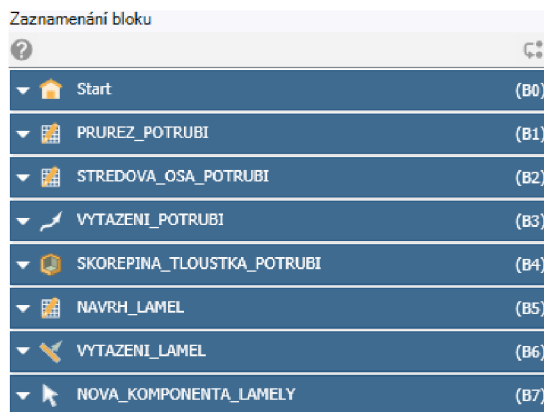 Zaznamenání bloku
Start (B0)
PRUREZ_POTRUBI (B1)
STREDOVA_OSA_POTRUBI (B2)
VYTAZENI_POTRUBI (B3)
SKOREPINA_TLOUSTKA_POTRUBI (B4)
NAVRH_LAMEL (B5)
VYTAZENI_LAMEL (B6)
NOVA_KOMPONENTA_LAMELY (B7)